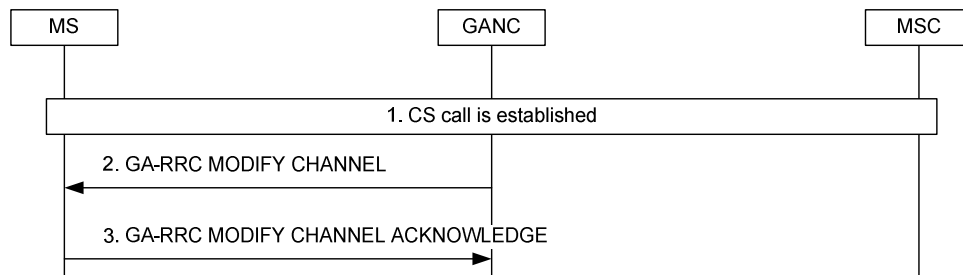 MS
GANC
MSC
1. CS call is established
2. GA-RRC MODIFY CHANNEL
3. GA-RRC MODIFY CHANNEL ACKNOWLEDGE